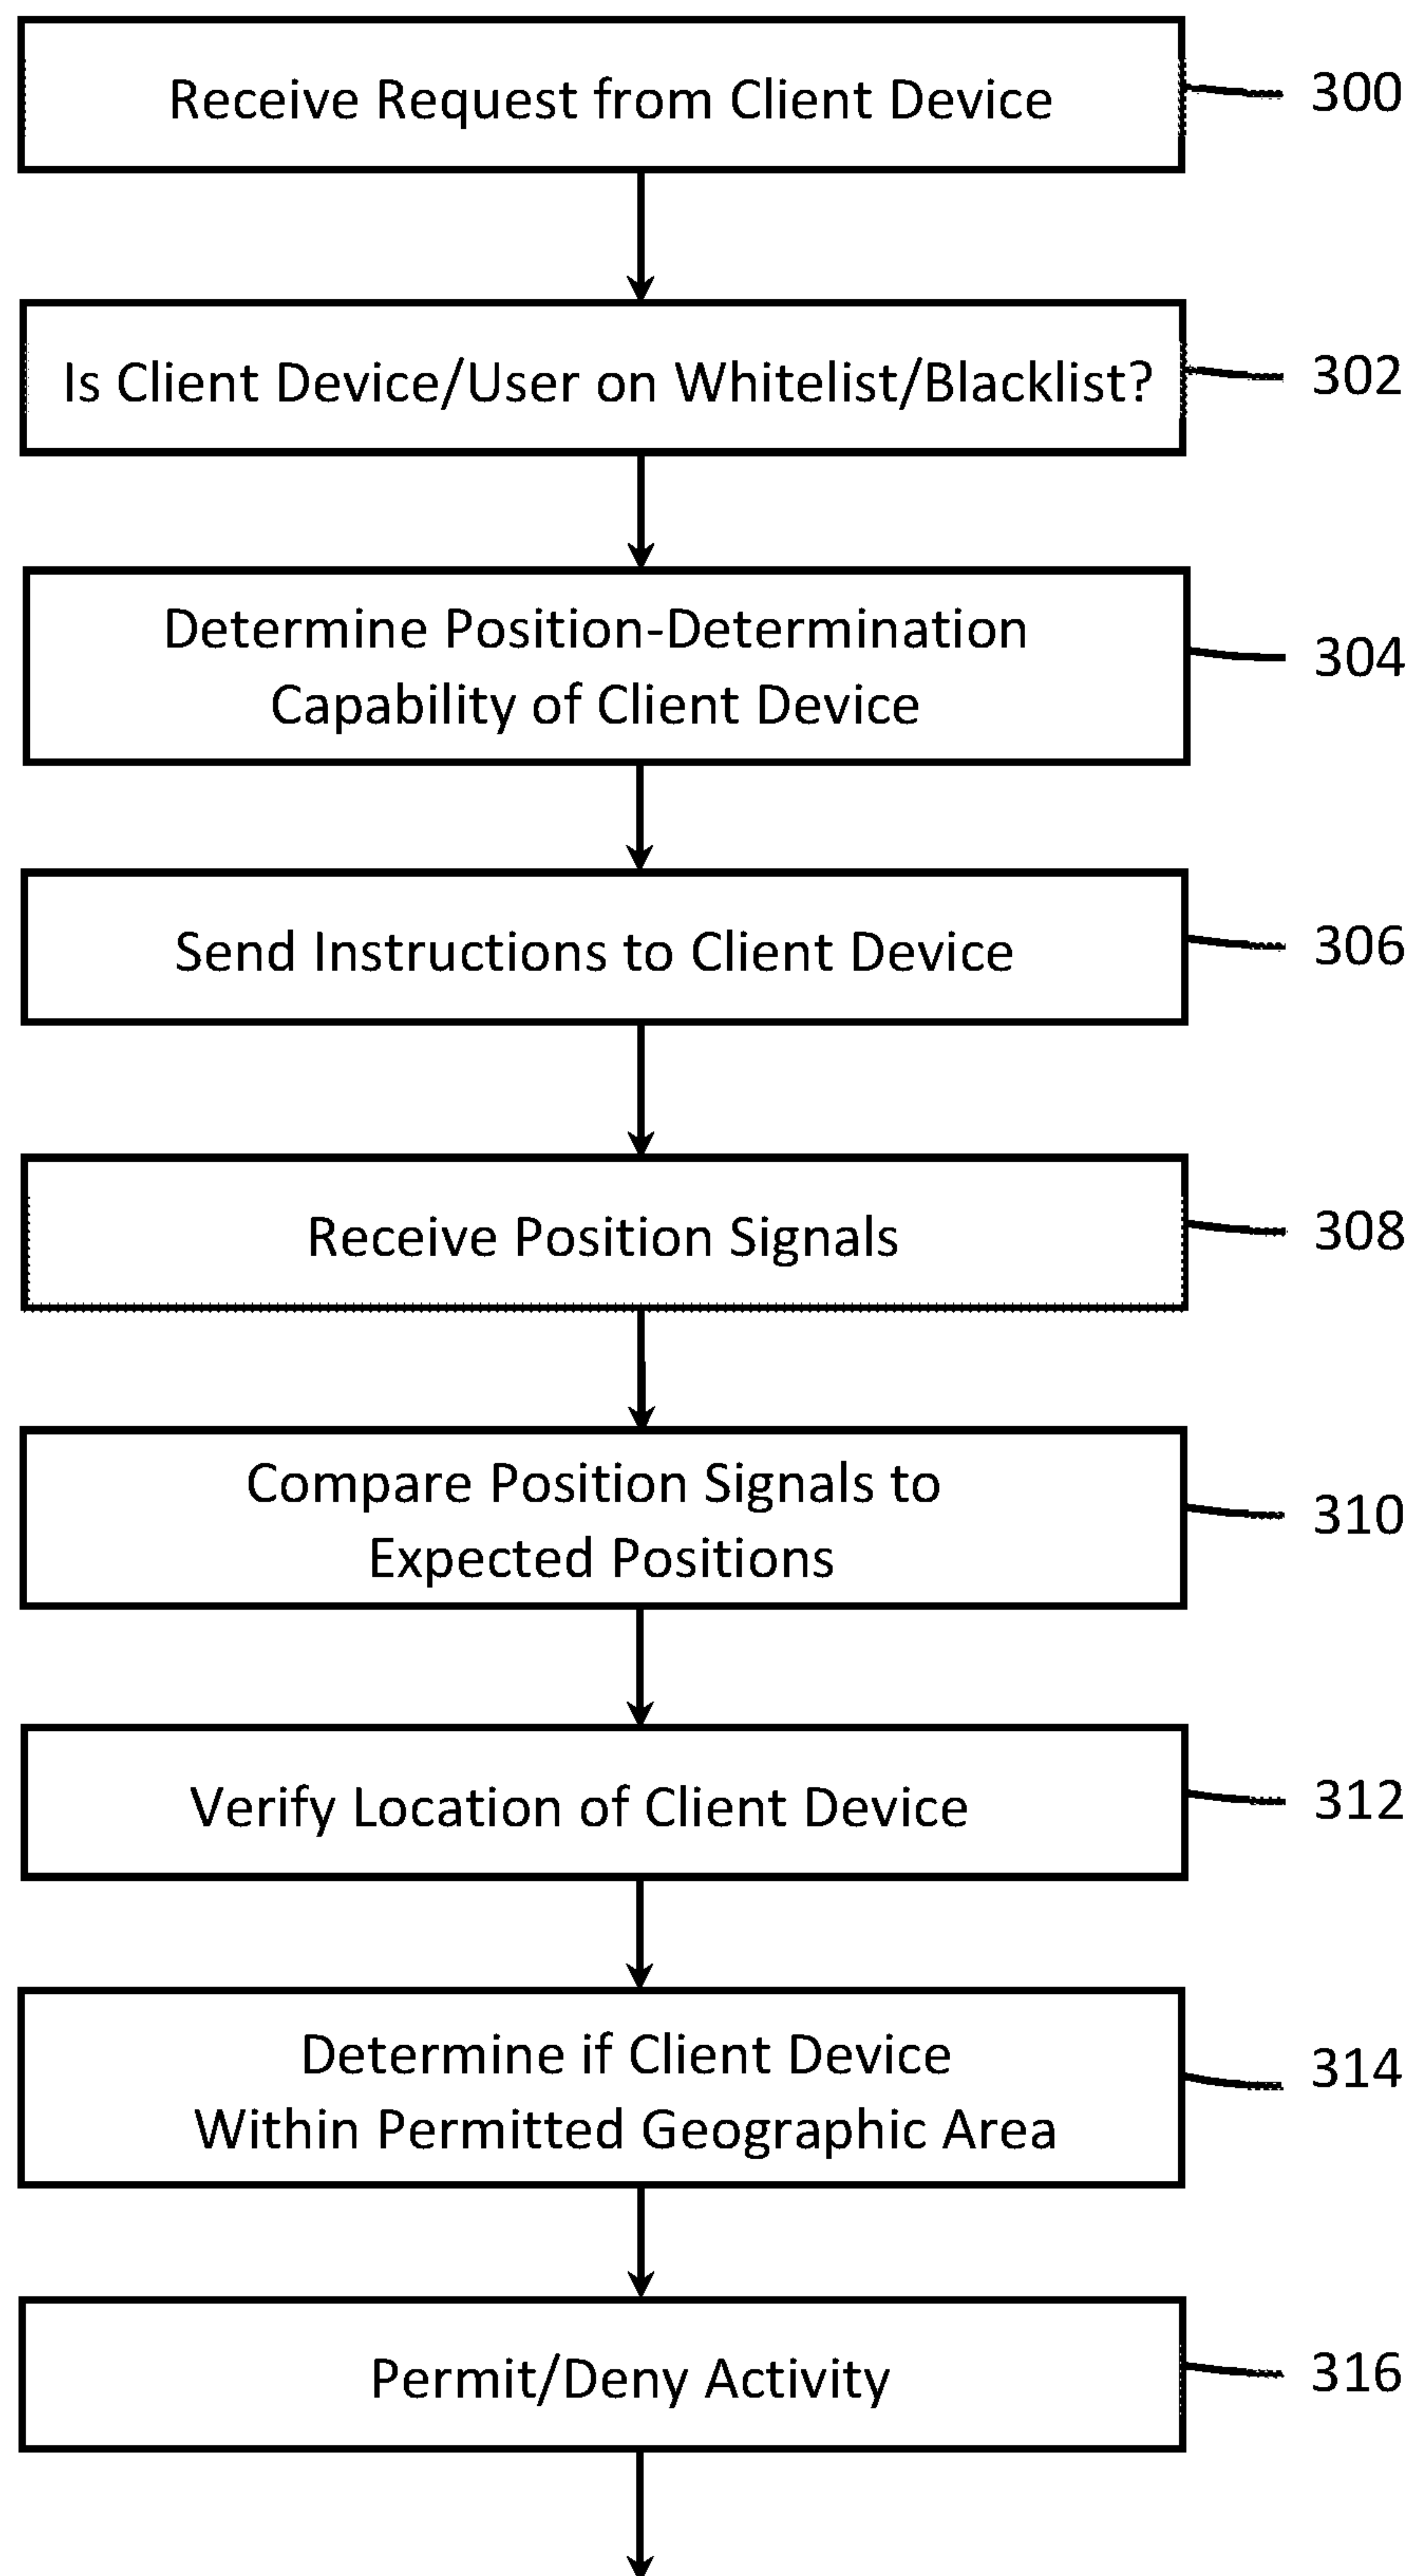 Receive Request from Client Device
300
Is Client Device/User on Whitelist/Blacklist?
302
Determine Position-Determination
Capability of Client Device
304
Send Instructions to Client Device
306
Receive Position Signals
308
Compare Position Signals to
Expected Positions
310
Verify Location of Client Device
312
Determine if Client Device
Within Permitted Geographic Area
314
Permit/Deny Activity
316